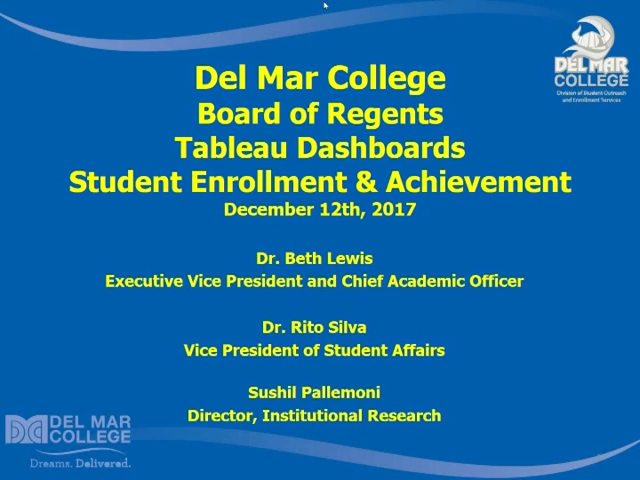 DEL MAR
COLLEGE
Division of Student Outreach
and Enrollment Services
Del Mar College
Board of Regents
Tableau Dashboards
Student Enrollment & Achievement
December 12th, 2017
Dr. Beth Lewis
Executive Vice President and Chief Academic Officer
Dr. Rito Silva
Vice President of Student Affairs
Sushil Pallemoni
Director, Institutional Research
DEL MAR
COLLEGE
Dreams. Delivered.